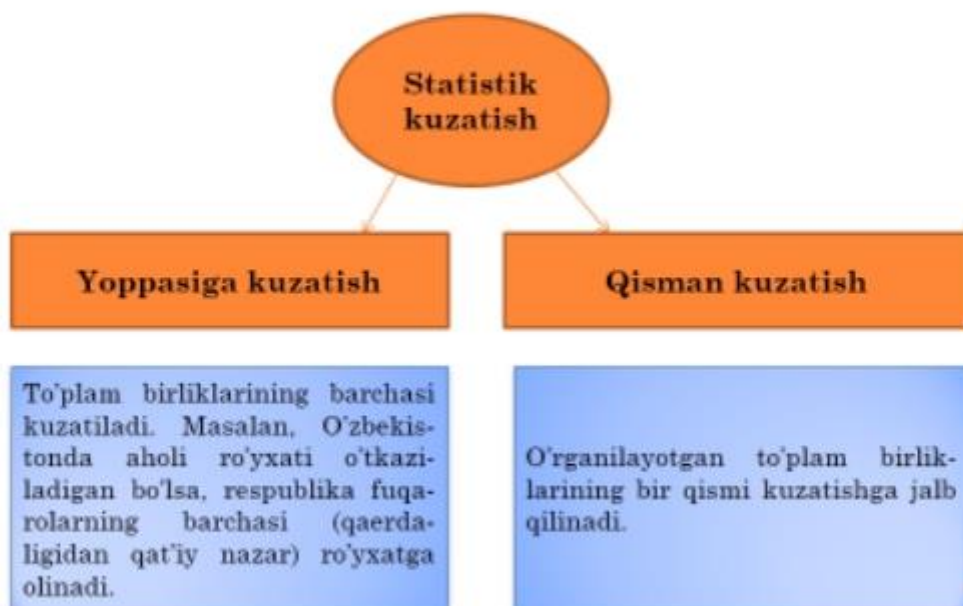 Statistik
kuzatish
Yoppasiga kuzatish
Qisman kuzatish
To'plam birliklarining barchasi
kuzatiladi. Masalan, O'zbekis-
tonda aholi ro'yxati o'tkazi-
ladigan bo'lsa, respublika fuqa-
rolarning barchasi (qaerda-
ligidan qat'iy nazar) ro'yxatga
olinadi.
O'rganilayotgan to'plam birlik-
larining bir qismi kuzatishga jalb
qilinadi.